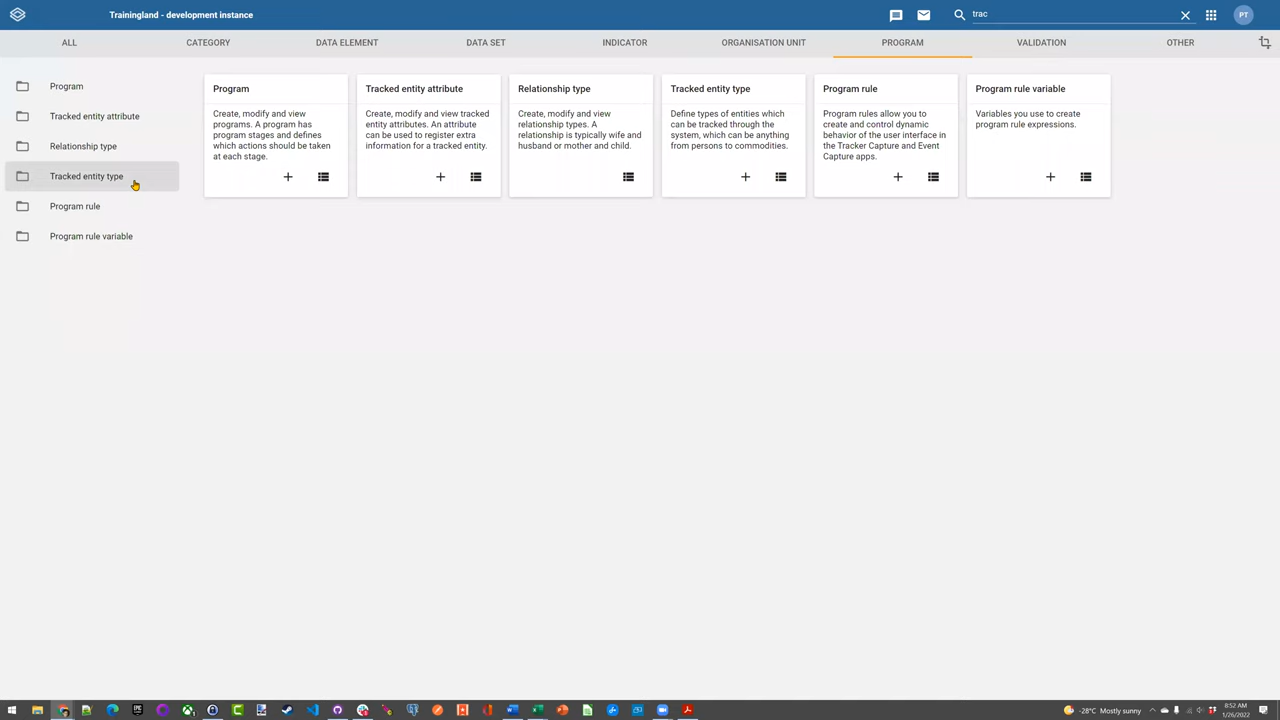 Trainingland - development instance
trac
PT
ALL
CATEGORY
DATA ELEMENT
DATA SET
INDICATOR
ORGANISATION UNIT
PROGRAM
VALIDATION
OTHER
Program
Tracked entity attribute
Relationship type
Tracked entity type
Program rule
Program rule variable
Program
Create, modify and view
programs. A program has
program stages and defines
which actions should be taken
at each stage.
Tracked entity attribute
Create, modify and view tracked
entity attributes. An attribute
can be used to register extra
information for a tracked entity.
Relationship type
Create, modify and view
relationship types. A
relationship is typically wife and
husband or mother and child.
Tracked entity type
Define types of entities which
can be tracked through the
system, which can be anything
from persons to commodities.
Program rule
Program rules allow you to
create and control dynamic
behavior of the user interface in
the Tracker Capture and Event
Capture apps.
Program rule variable
Variables you use to create
program rule expressions.
-28°C Mostly sunny
8:52 AM
1/26/2022